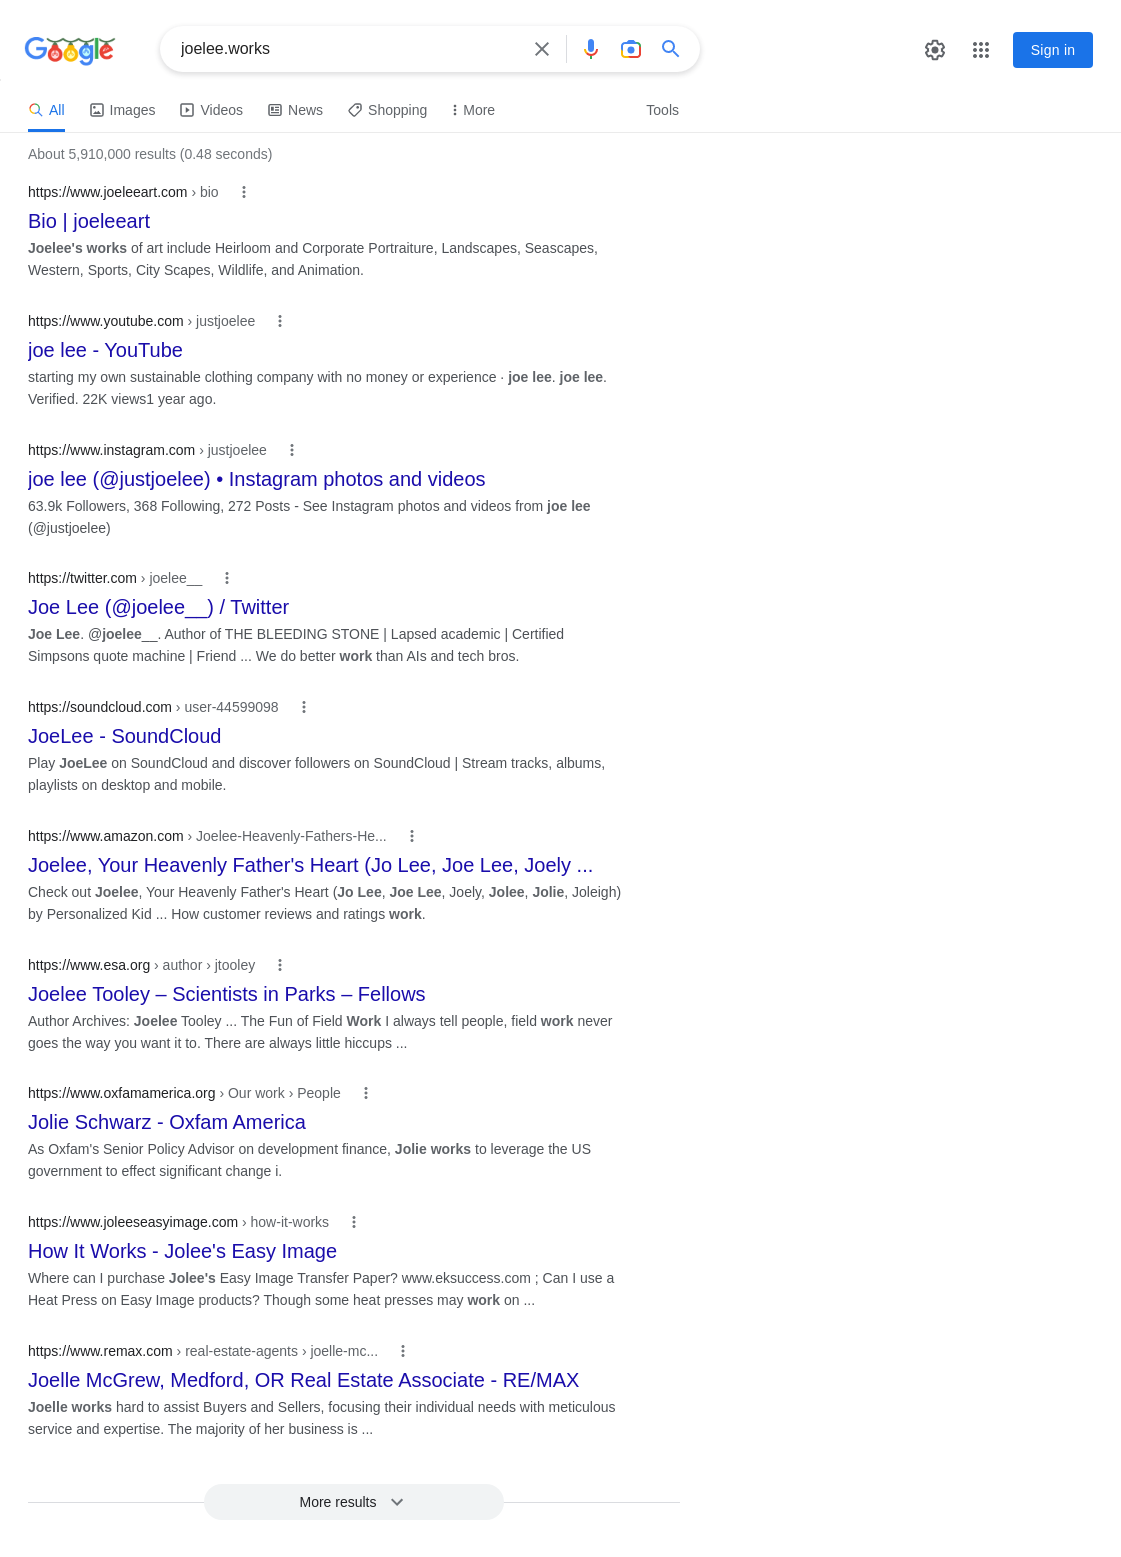 Google
joelee.works
Sign in
All
Images
Videos
News
Shopping
More
Tools
About 5,910,000 results (0.48 seconds)
https://www.joeleeart.com › bio
Bio | joeleeart
Joelee's works of art include Heirloom and Corporate Portraiture, Landscapes, Seascapes,
Western, Sports, City Scapes, Wildlife, and Animation.
https://www.youtube.com › justjoelee
joe lee - YouTube
starting my own sustainable clothing company with no money or experience · joe lee. joe lee.
Verified. 22K views1 year ago.
https://www.instagram.com › justjoelee
joe lee (@justjoelee) • Instagram photos and videos
63.9k Followers, 368 Following, 272 Posts - See Instagram photos and videos from joe lee
(@justjoelee)
https://twitter.com › joelee__
Joe Lee (@joelee__) / Twitter
Joe Lee. @joelee__. Author of THE BLEEDING STONE | Lapsed academic | Certified
Simpsons quote machine | Friend ... We do better work than AIs and tech bros.
https://soundcloud.com › user-44599098
JoeLee - SoundCloud
Play JoeLee on SoundCloud and discover followers on SoundCloud | Stream tracks, albums,
playlists on desktop and mobile.
https://www.amazon.com › Joelee-Heavenly-Fathers-He...
Joelee, Your Heavenly Father's Heart (Jo Lee, Joe Lee, Joely ...
Check out Joelee, Your Heavenly Father's Heart (Jo Lee, Joe Lee, Joely, Jolee, Jolie, Joleigh)
by Personalized Kid ... How customer reviews and ratings work.
https://www.esa.org › author › jtooley
Joelee Tooley – Scientists in Parks – Fellows
Author Archives: Joelee Tooley ... The Fun of Field Work I always tell people, field work never
goes the way you want it to. There are always little hiccups ...
https://www.oxfamamerica.org › Our work › People
Jolie Schwarz - Oxfam America
As Oxfam's Senior Policy Advisor on development finance, Jolie works to leverage the US
government to effect significant change i.
https://www.joleeseasyimage.com › how-it-works
How It Works - Jolee's Easy Image
Where can I purchase Jolee's Easy Image Transfer Paper? www.eksuccess.com ; Can I use a
Heat Press on Easy Image products? Though some heat presses may work on ...
https://www.remax.com › real-estate-agents › joelle-mc...
Joelle McGrew, Medford, OR Real Estate Associate - RE/MAX
Joelle works hard to assist Buyers and Sellers, focusing their individual needs with meticulous
service and expertise. The majority of her business is ...
More results